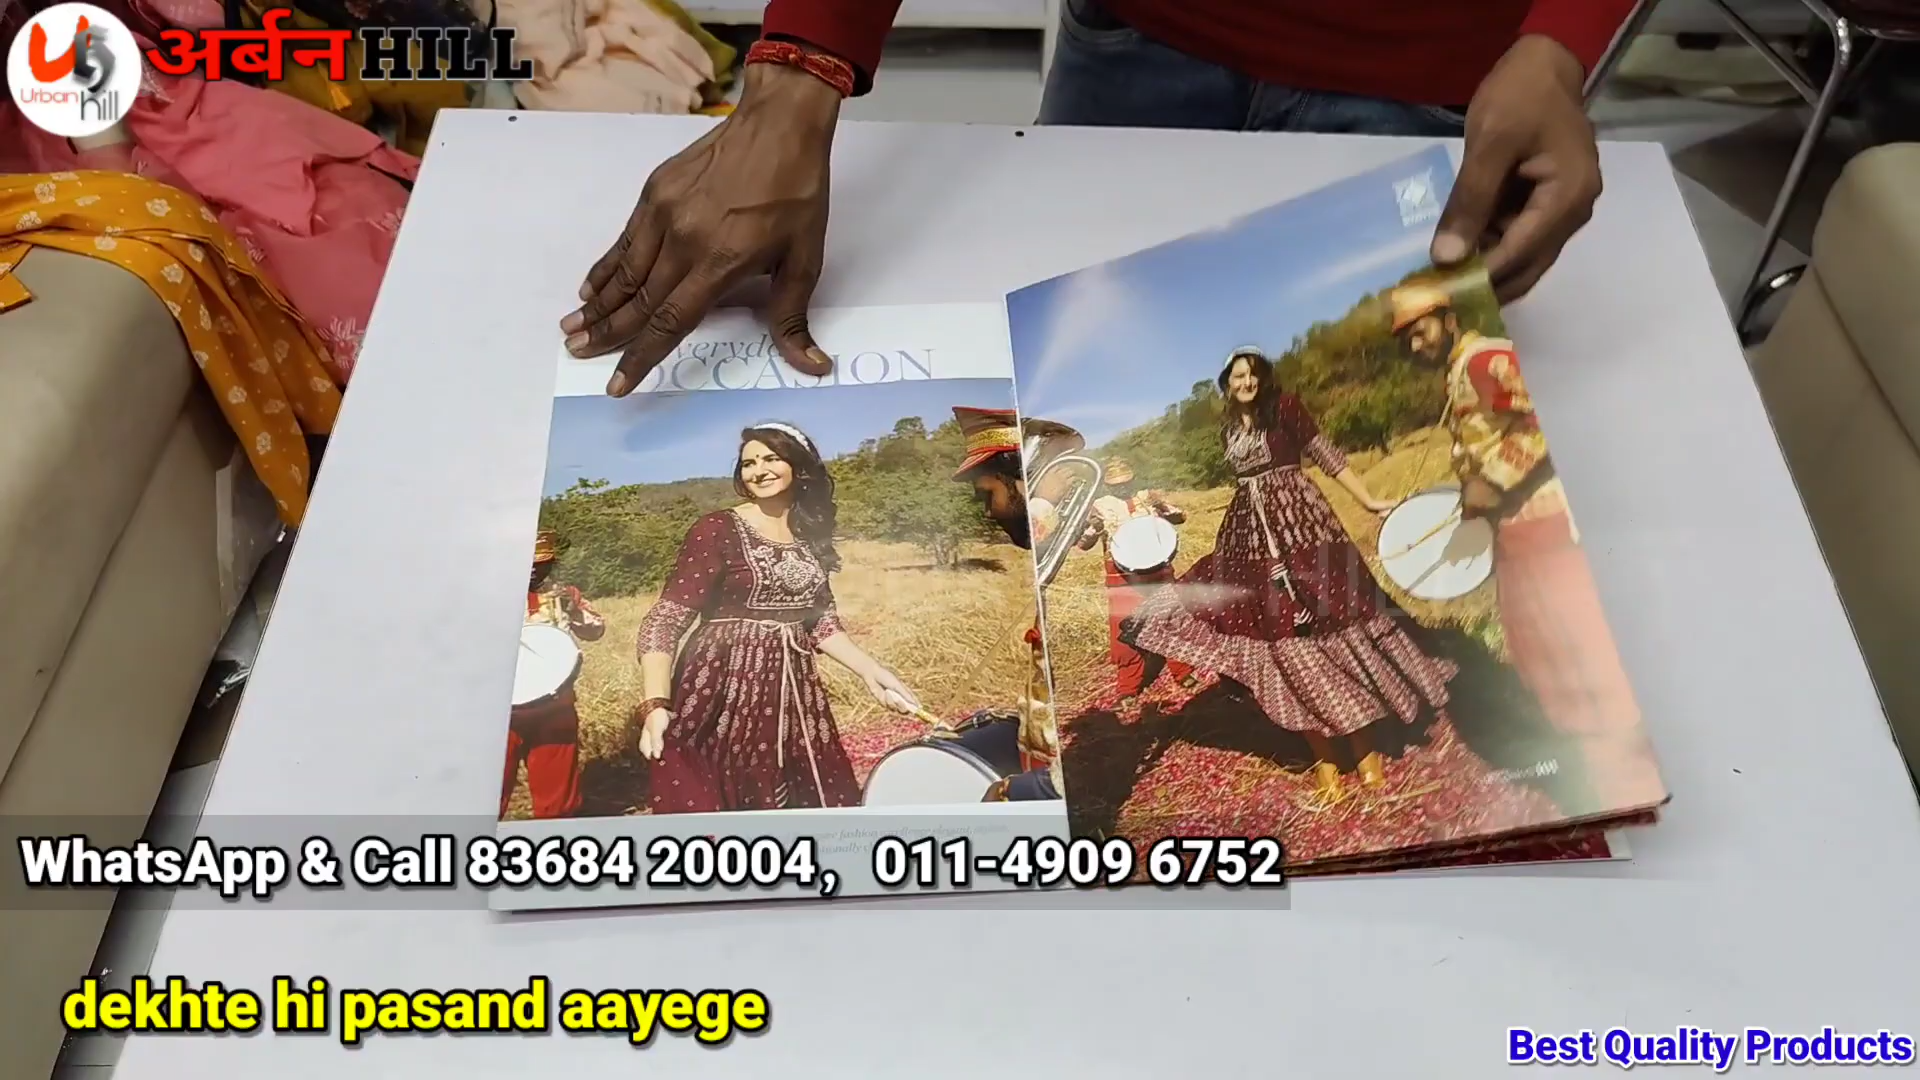 Urban
hill
अर्बन HILL
OCCASION
WhatsApp & Call 83684 20004, 011-4909 6752
dekhte hi pasand aayege
Best Quality Products